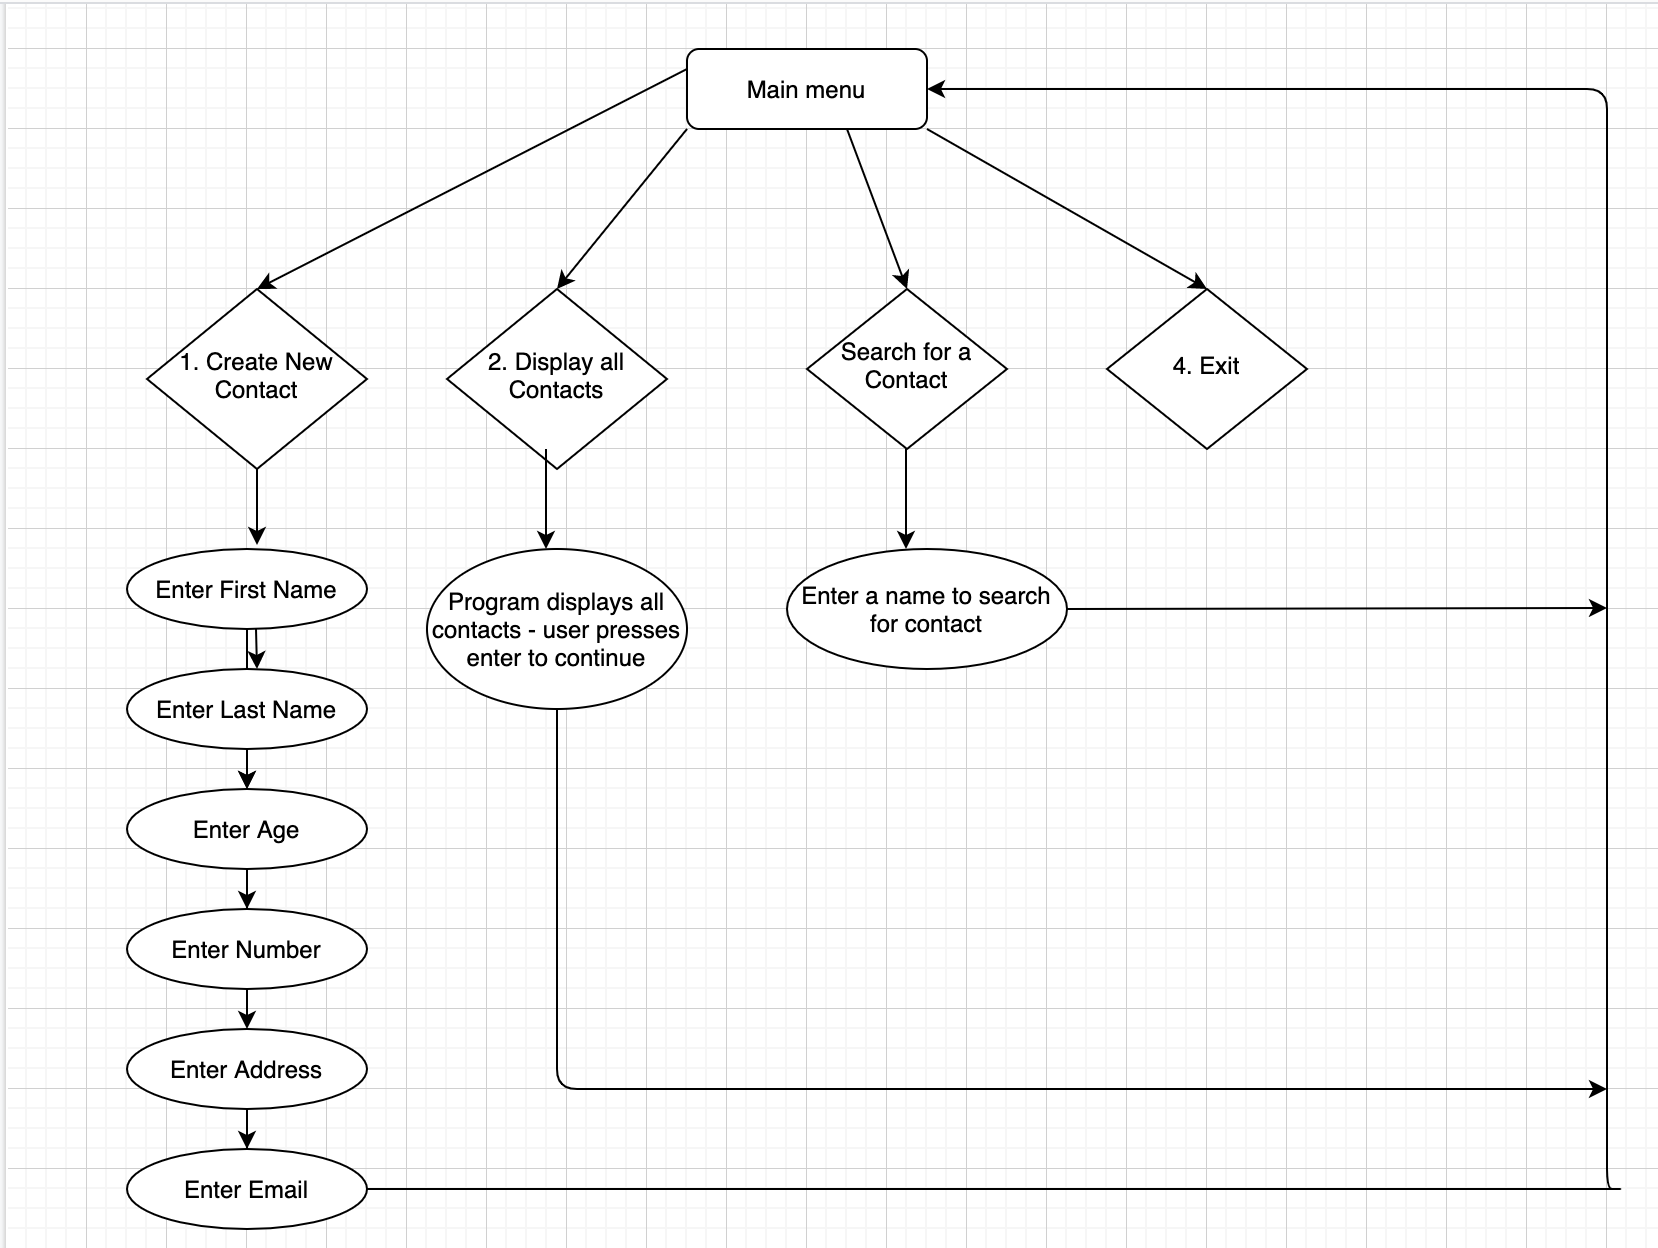 Main menu
1. Create New
Contact
2. Display all
Contacts
Search for a
Contact
4. Exit
Enter First Name
Program displays all
contacts - user presses
enter to continue
Enter a name to search
for contact
Enter Last Name
Enter Age
Enter Number
Enter Address
Enter Email